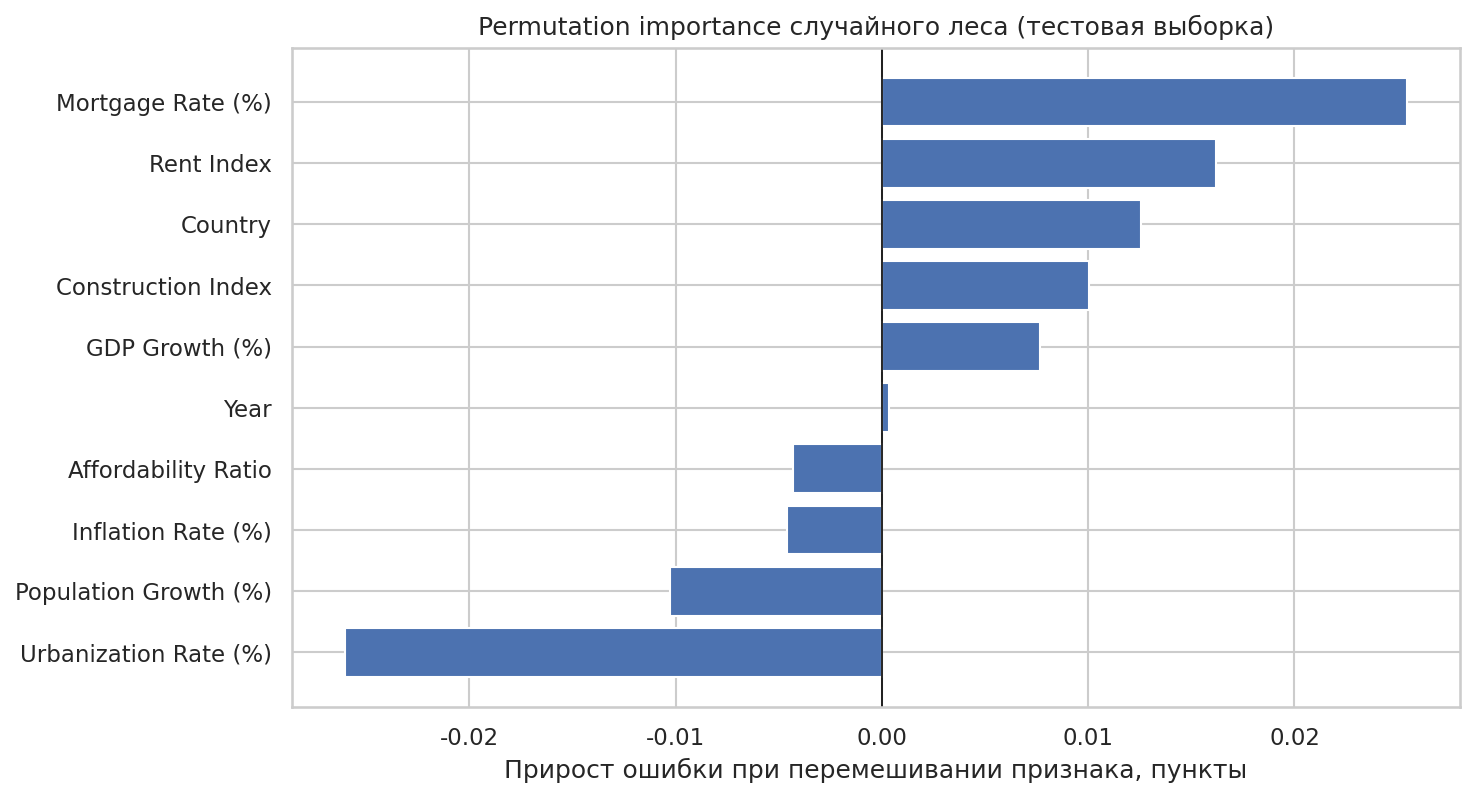 Permutation importance случайного леса (тестовая выборка)
Mortgage Rate (%)
Rent Index
Country
Construction Index
GDP Growth (%)
Year
Affordability Ratio
Inflation Rate (%)
Population Growth (%)
Urbanization Rate (%)
-0.02 -0.01 0.00 0.01 0.02
Прирост ошибки при перемешивании признака, пункты